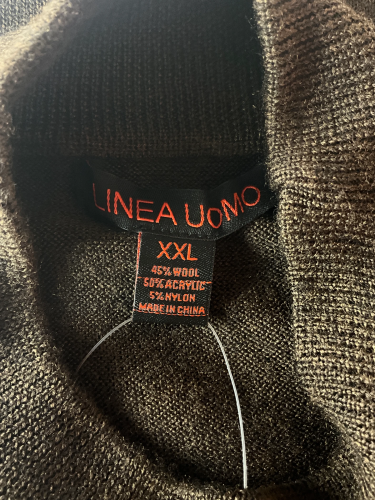 LINEA UOMO
XXL
45% WOOL
50% ACRYLIC
5% NYLON
MADE IN CHINA